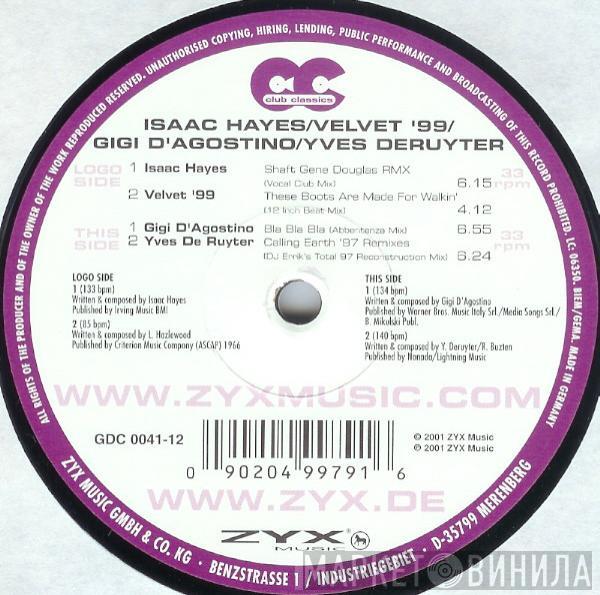 ALL RIGHTS OF THE PRODUCER AND OF THE OWNER OF THE WORK REPRODUCED RESERVED. UNAUTHORISED COPYING, HIRING, LENDING, PUBLIC PERFORMANCE AND BROADCASTING OF THIS RECORD PROHIBITED. LC: 06350. BIEM/GEMA. MADE IN GERMANY
CC
club classics
ISAAC HAYES/VELVET '99/
GIGI D'AGOSTINO/YVES DERUYTER
LOGO SIDE
1 Isaac Hayes Shaft Gene Douglas RMX
(Vocal Club Mix) 6.15
33 rpm
2 Velvet '99 These Boots Are Made For Walkin'
(12 Inch Beat Mix) 4.12
THIS SIDE
1 Gigi D'Agostino Bla Bla Bla (Abbentenza Mix) 6.55
33 rpm
2 Yves De Ruyter Calling Earth '97 Remixes
(DJ Errik's Total 97 Reconstruction Mix) 6.24
LOGO SIDE
1 (133 bpm)
Written & composed by Isaac Hayes
Published by Irving Music BMI
2 (85 bpm)
Written & composed by L. Hazlewood
Published by Criterion Music Company (ASCAP) 1966
THIS SIDE
1 (134 bpm)
Written & composed by Gigi D'Agostino
Published by Warner Bros. Music Italy Srl./Media Songs Srl./
B. Mikulski Publ.
2 (140 bpm)
Written & composed by Y. Deruyter/R. Buxten
Published by Nanada/Lightning Music
WWW.ZYXMUSIC.COM
GDC 0041-12
0 90204 99791 6
℗ 2001 ZYX Music
© 2001 ZYX Music
WWW.ZYX.DE
ZYX®
MUSIC
ZYX MUSIC GMBH & CO. KG · BENZSTRASSE 1 / INDUSTRIEGEBIET · D-35799 MERENBERG
МАРКЕТ ВИНИЛА